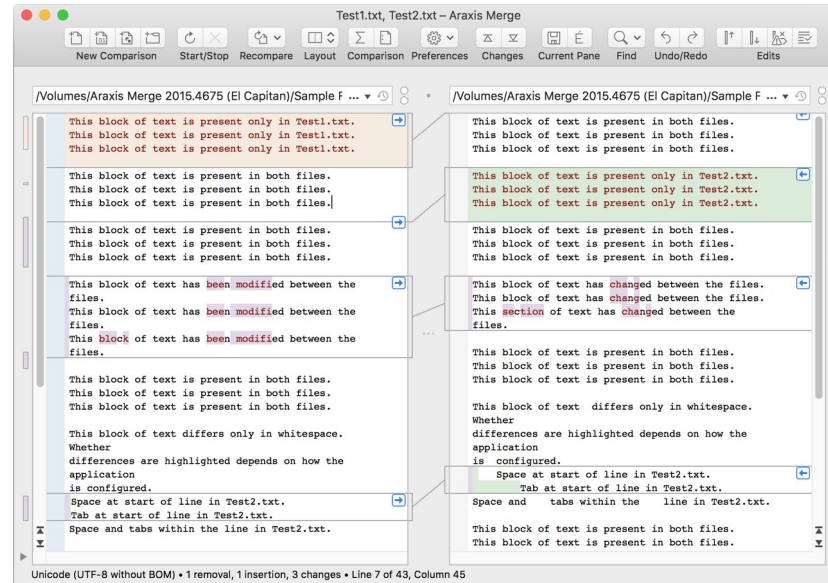 Test1.txt, Test2.txt – Araxis Merge
New Comparison Start/Stop Recompare Layout Comparison Preferences Changes Current Pane Find Undo/Redo Edits
/Volumes/Araxis Merge 2015.4675 (El Capitan)/Sample F ...
This block of text is present only in Test1.txt.
This block of text is present only in Test1.txt.
This block of text is present only in Test1.txt.
This block of text is present in both files.
This block of text is present in both files.
This block of text is present in both files.
This block of text is present in both files.
This block of text is present in both files.
This block of text is present in both files.
This block of text has been modified between the
files.
This block of text has been modified between the
files.
This block of text has been modified between the
files.
This block of text is present in both files.
This block of text is present in both files.
This block of text is present in both files.
This block of text differs only in whitespace.
Whether
differences are highlighted depends on how the
application
is configured.
Space at start of line in Test2.txt.
Tab at start of line in Test2.txt.
Space and tabs within the line in Test2.txt.
/Volumes/Araxis Merge 2015.4675 (El Capitan)/Sample F ...
This block of text is present in both files.
This block of text is present in both files.
This block of text is present in both files.
This block of text is present only in Test2.txt.
This block of text is present only in Test2.txt.
This block of text is present only in Test2.txt.
This block of text is present in both files.
This block of text is present in both files.
This block of text is present in both files.
This block of text has changed between the files.
This block of text has changed between the files.
This section of text has changed between the
files.
This block of text is present in both files.
This block of text is present in both files.
This block of text is present in both files.
This block of text  differs only in whitespace.
Whether
differences are highlighted depends on how the
application
is  configured.
Space at start of line in Test2.txt.
Tab at start of line in Test2.txt.
Space and    tabs within the    line in Test2.txt.
This block of text is present in both files.
This block of text is present in both files.
Unicode (UTF-8 without BOM) • 1 removal, 1 insertion, 3 changes • Line 7 of 43, Column 45